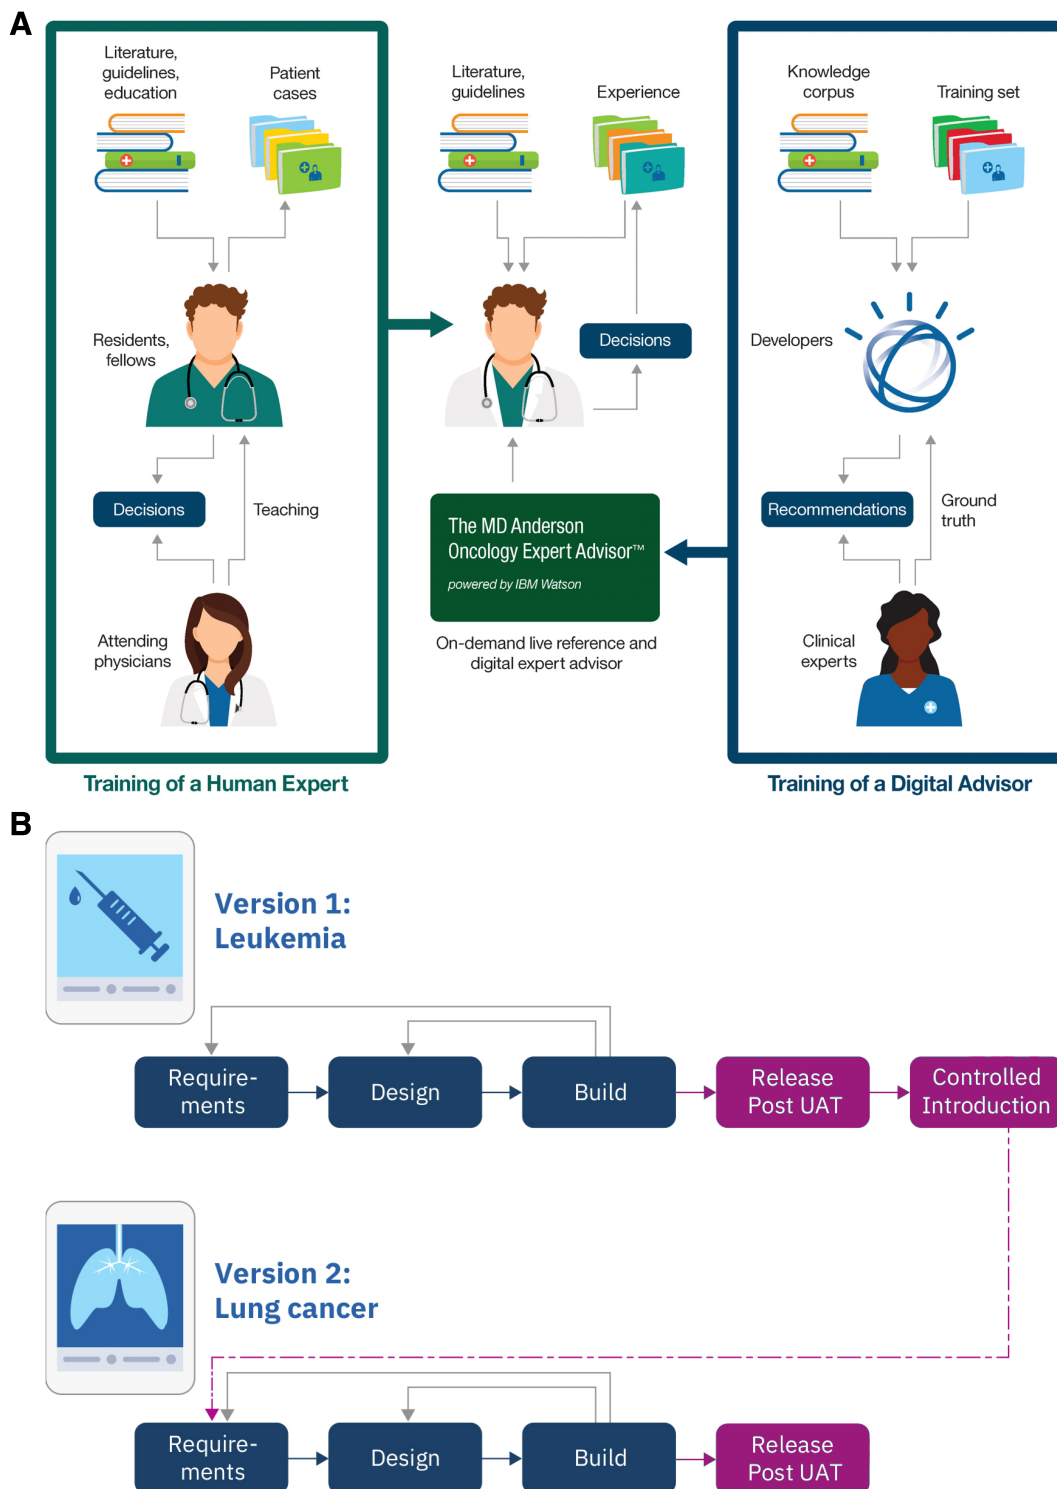 A
Literature,
guidelines,
education
Patient
cases
Residents,
fellows
Decisions
Teaching
Attending
physicians
Training of a Human Expert
Literature,
guidelines
Experience
Decisions
The MD Anderson
Oncology Expert Advisor™
powered by IBM Watson
On-demand live reference and
digital expert advisor
Knowledge
corpus
Training set
Developers
Recommendations
Ground
truth
Clinical
experts
Training of a Digital Advisor
B
Version 1:
Leukemia
Require-
ments
Design
Build
Release
Post UAT
Controlled
Introduction
Version 2:
Lung cancer
Require-
ments
Design
Build
Release
Post UAT